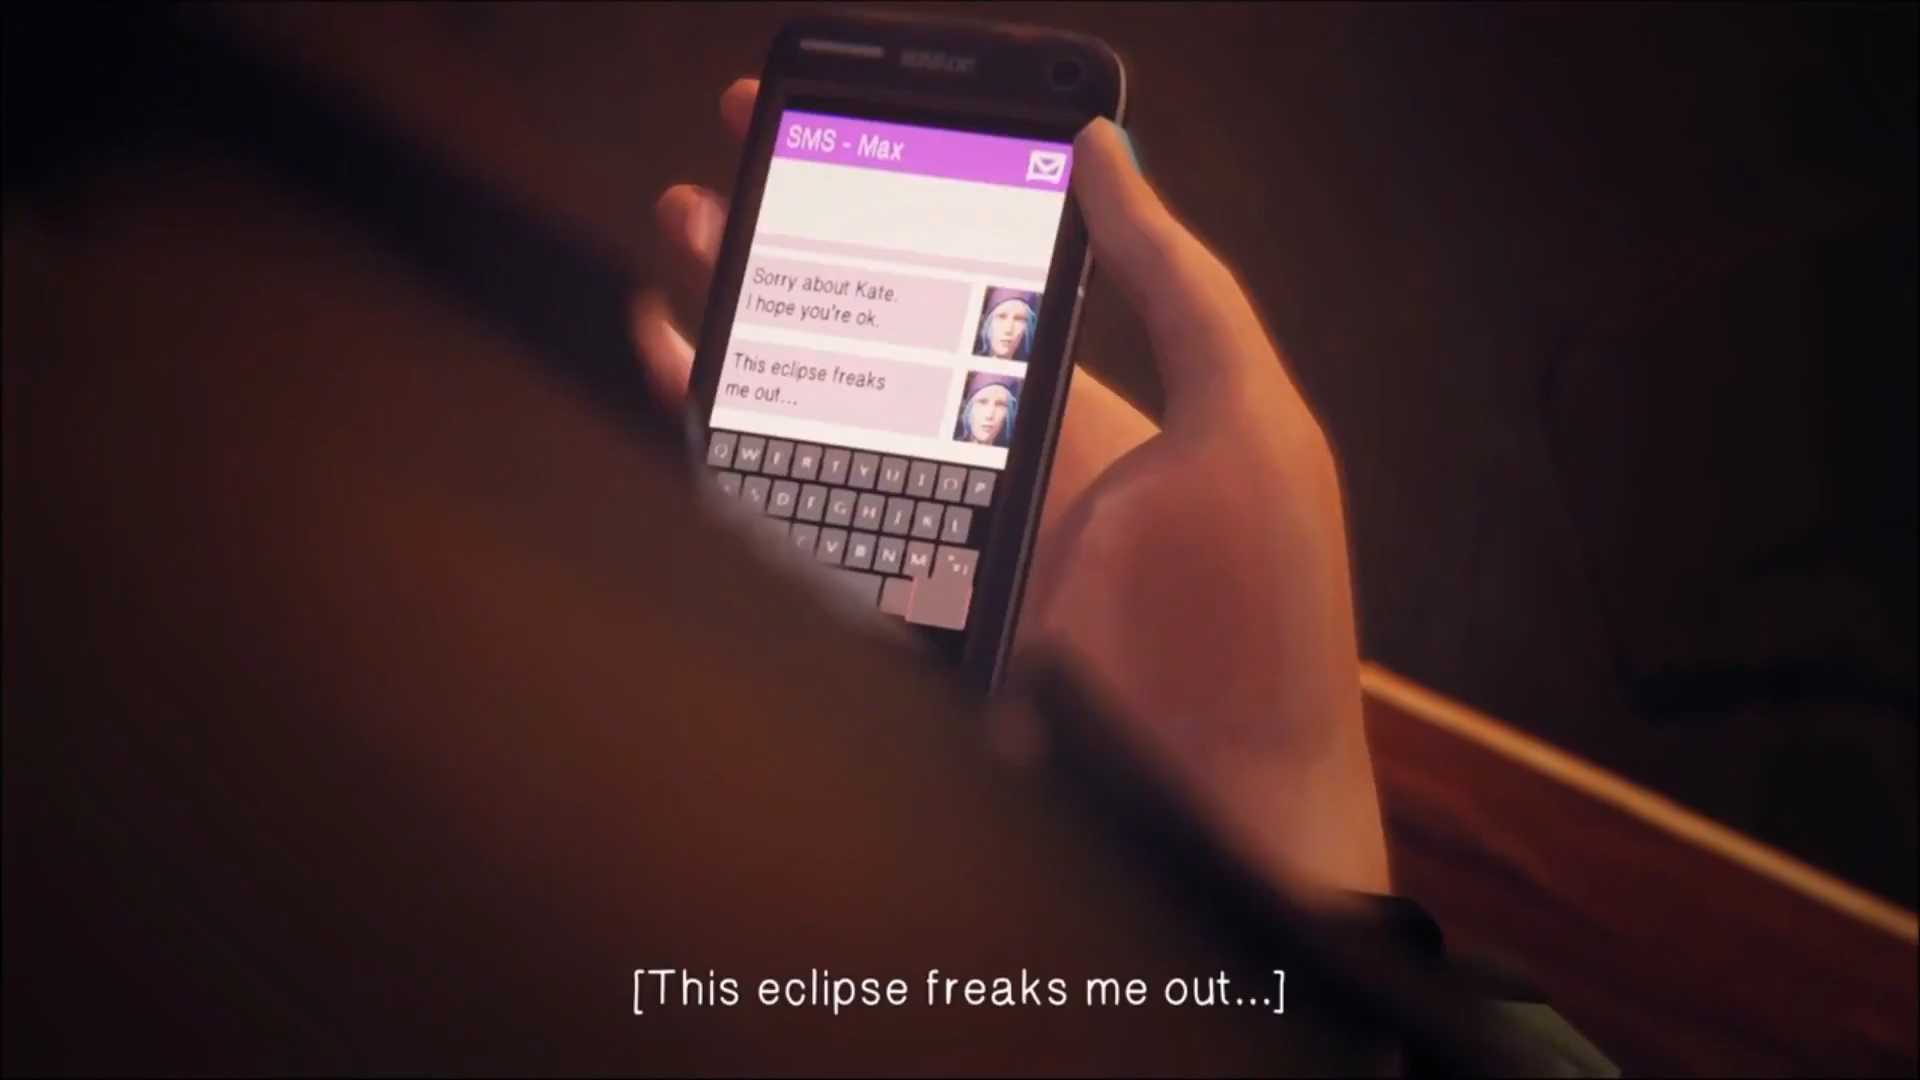 SMS - Max
Sorry about Kate.
I hope you're ok.
This eclipse freaks
me out...
Q W E R T Y U I O P
S D F G H J K L
C V B N M
[This eclipse freaks me out...]